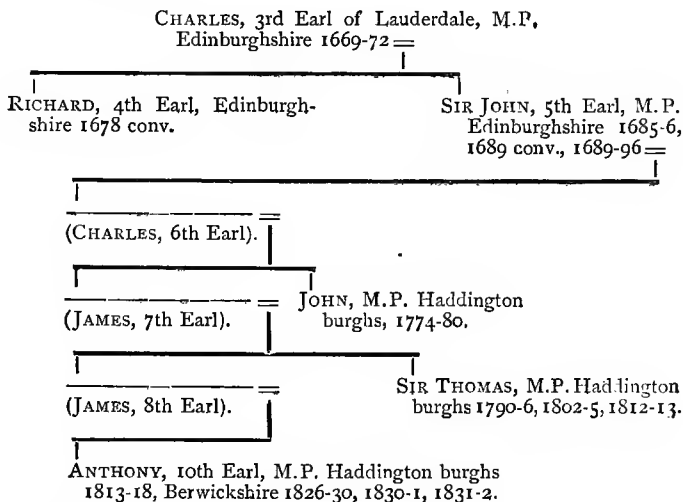 CHARLES, 3rd Earl of Lauderdale, M.P.
Edinburghshire 1669-72 =
RICHARD, 4th Earl, Edinburgh-
shire 1678 conv.
SIR JOHN, 5th Earl, M.P.
Edinburghshire 1685-6,
1689 conv., 1689-96 =
=
(CHARLES, 6th Earl).
=
(JAMES, 7th Earl).
JOHN, M.P. Haddington
burghs, 1774-80.
=
(JAMES, 8th Earl).
SIR THOMAS, M.P. Haddington
burghs 1790-6, 1802-5, 1812-13.
ANTHONY, 10th Earl, M.P. Haddington burghs
1813-18, Berwickshire 1826-30, 1830-1, 1831-2.